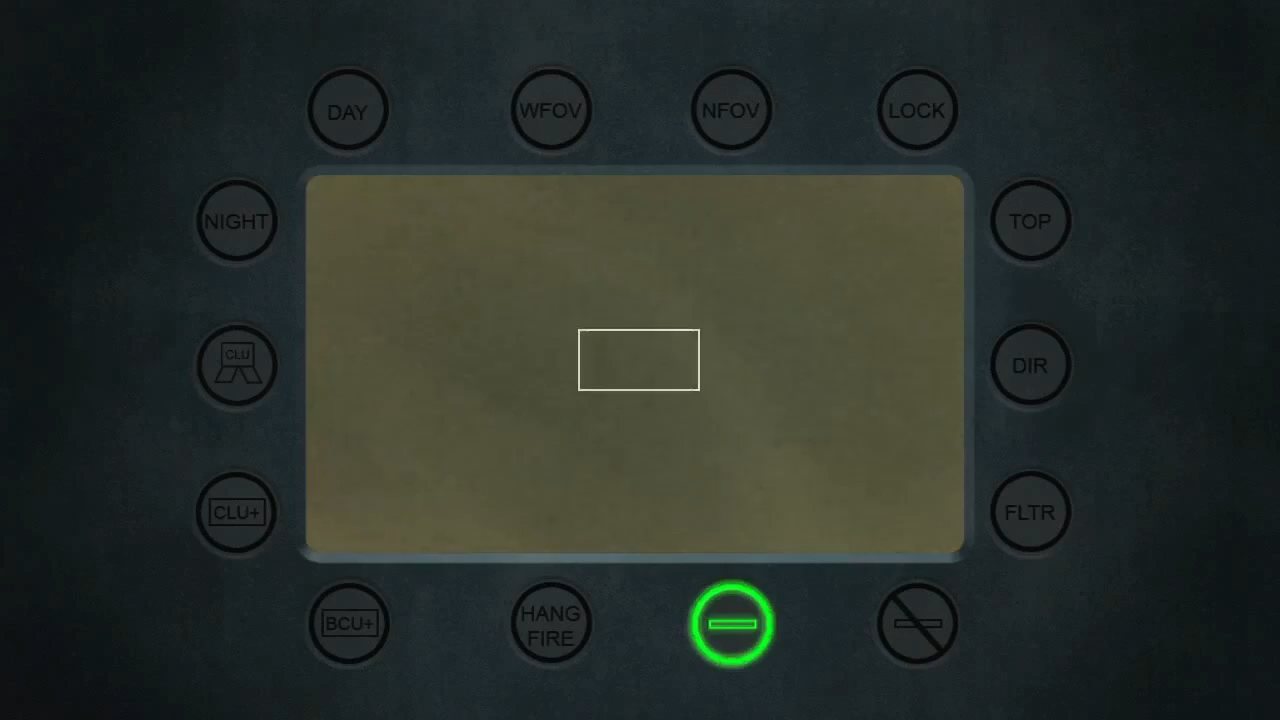 DAY
WFOV
NFOV
LOCK
NIGHT
TOP
CLU
DIR
CLU+
FLTR
BCU+
HANG
FIRE